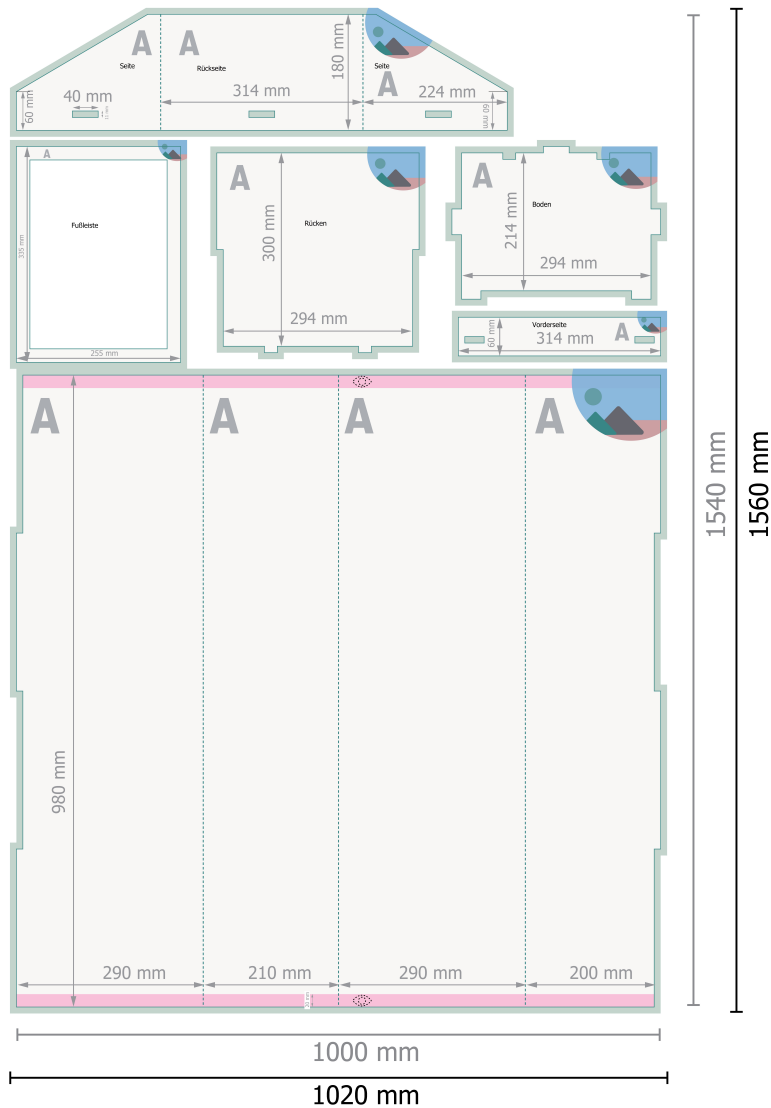 A
A
Seite
Rückseite
Seite
A
180 mm
60 mm
40 mm
314 mm
224 mm
60 mm
A
Fußleiste
335 mm
255 mm
A
Rücken
300 mm
294 mm
A
Boden
214 mm
294 mm
Vorderseite
60 mm
314 mm
A
A
A
A
A
980 mm
290 mm
210 mm
290 mm
200 mm
1540 mm
1560 mm
1000 mm
1020 mm